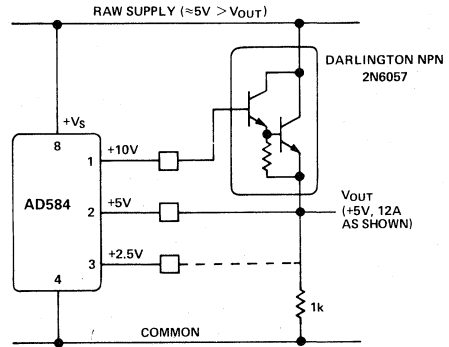 RAW SUPPLY (≈5V > VOUT)
DARLINGTON NPN
2N6057
+VS
8
1
+10V
AD584
2
+5V
VOUT
(+5V, 12A
AS SHOWN)
3
+2.5V
4
1k
COMMON